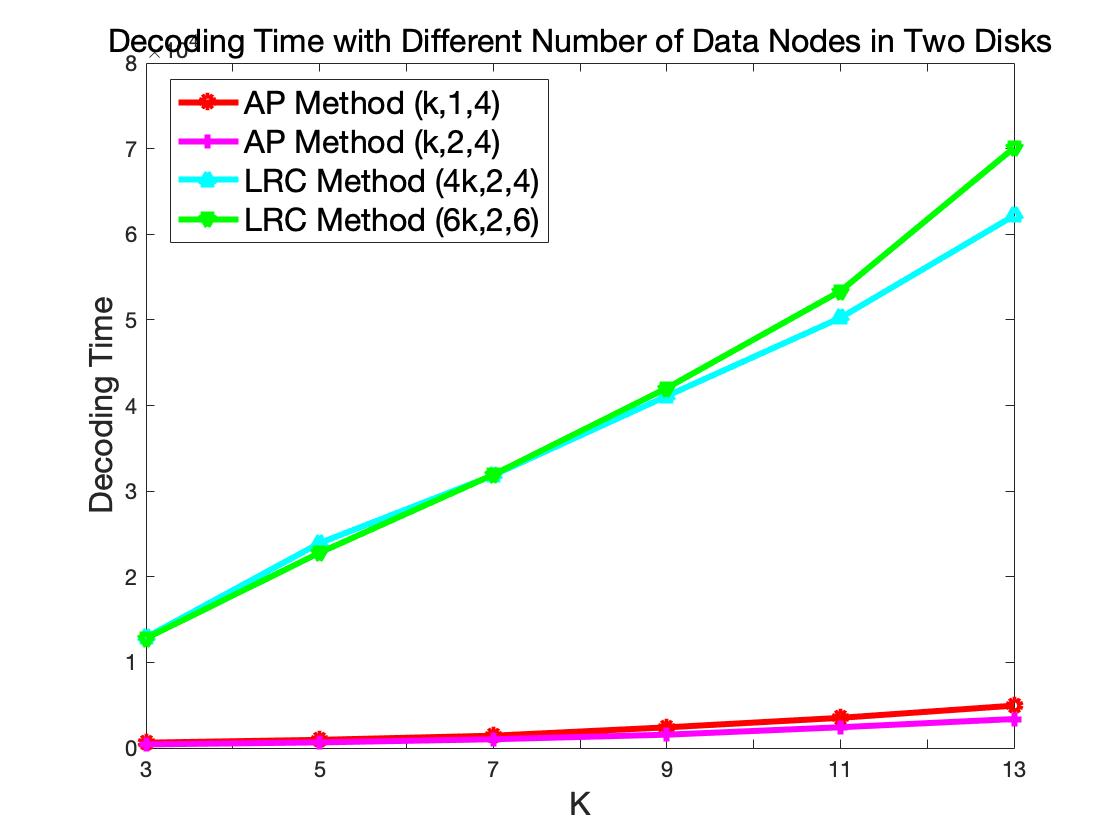 Decoding Time with Different Number of Data Nodes in Two Disks
× 10⁴
8
7
6
5
4
3
2
1
0
Decoding Time
AP Method (k,1,4)
AP Method (k,2,4)
LRC Method (4k,2,4)
LRC Method (6k,2,6)
3 5 7 9 11 13
K